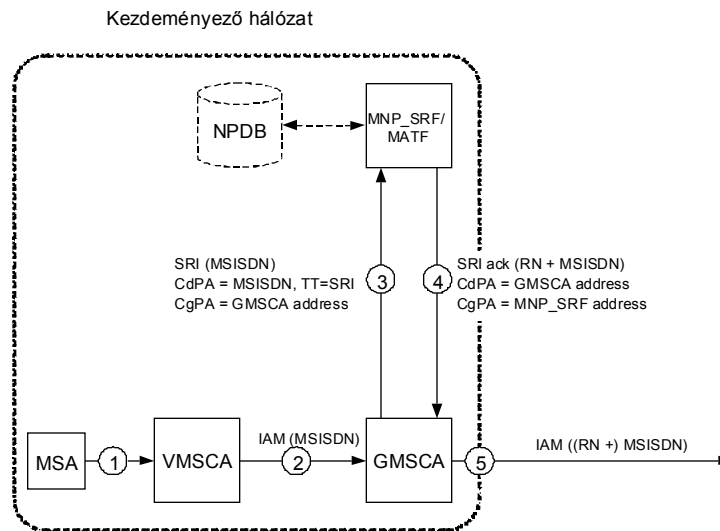 Kezdeményező hálózat
NPDB
MNP_SRF/
MATF
SRI (MSISDN)
CdPA = MSISDN, TT=SRI
CgPA = GMSCA address
3
4
SRI ack (RN + MSISDN)
CdPA = GMSCA address
CgPA = MNP_SRF address
MSA
1
VMSCA
IAM (MSISDN)
2
GMSCA
5
IAM ((RN +) MSISDN)